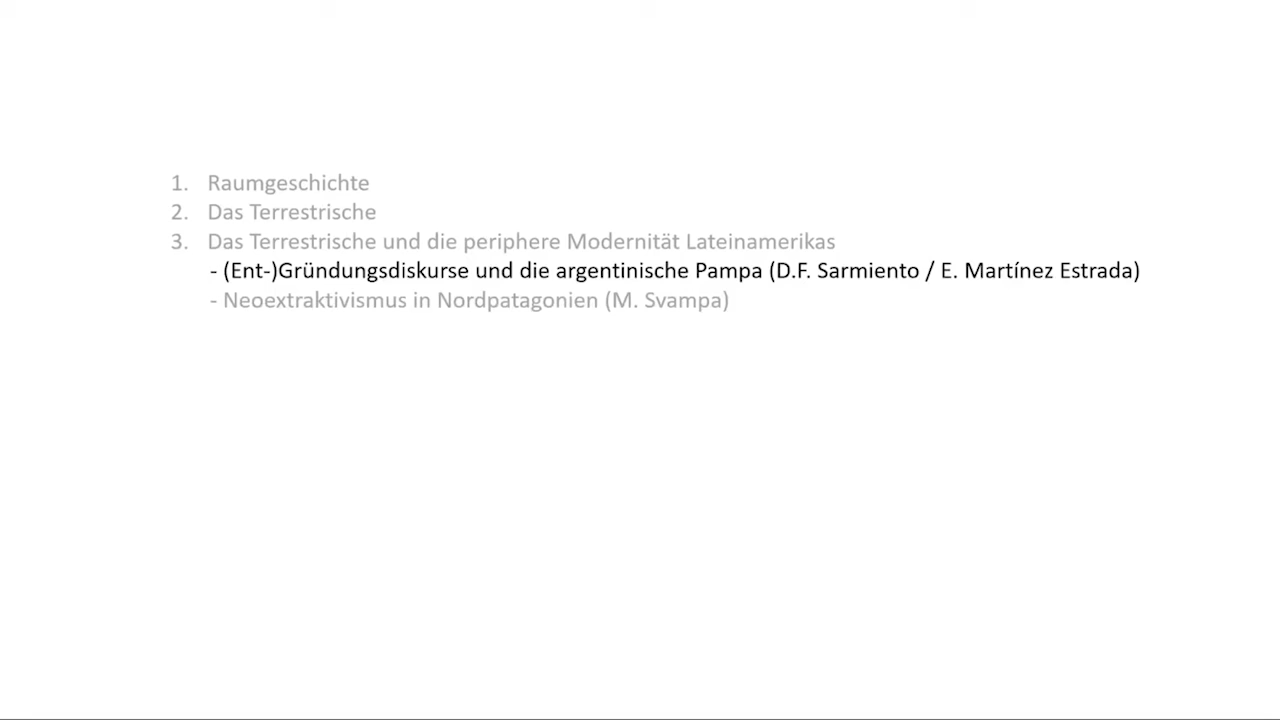 1. Raumgeschichte
2. Das Terrestrische
3. Das Terrestrische und die periphere Modernität Lateinamerikas
- (Ent-)Gründungsdiskurse und die argentinische Pampa (D.F. Sarmiento / E. Martínez Estrada)
- Neoextraktivismus in Nordpatagonien (M. Svampa)